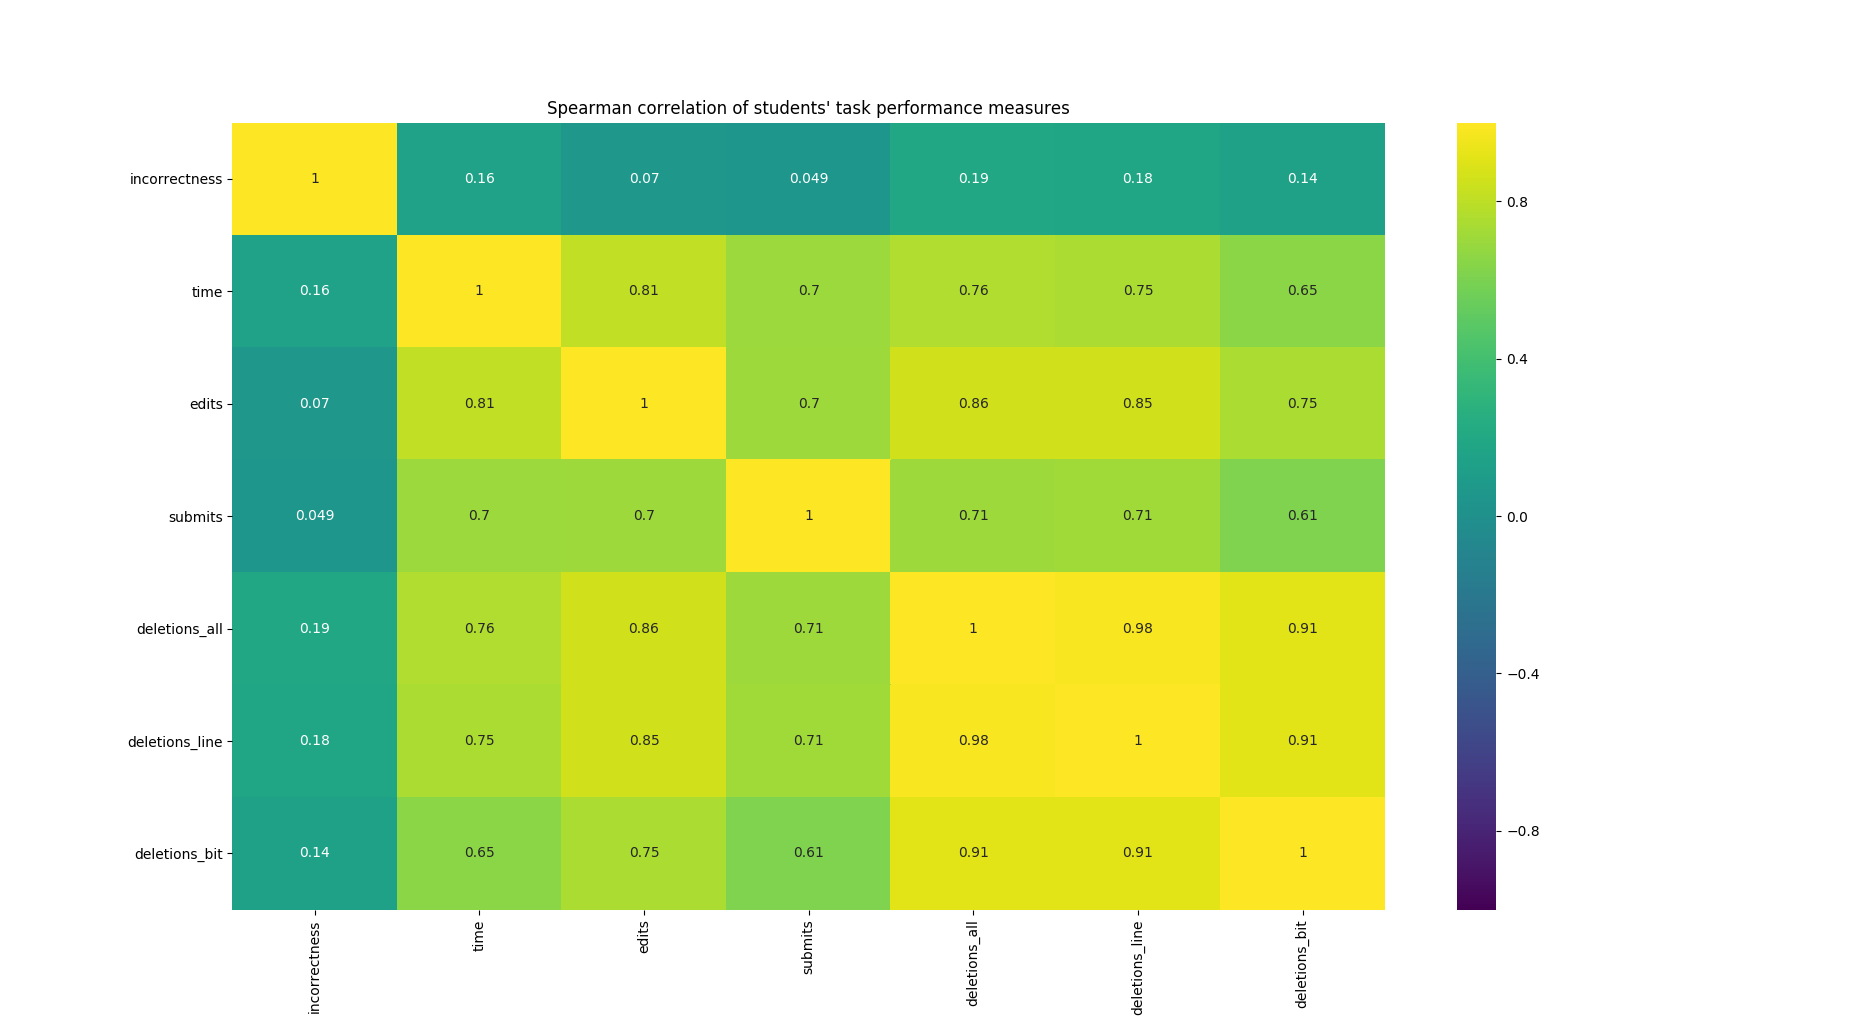 Spearman correlation of students' task performance measures
incorrectness 1 0.16 0.07 0.049 0.19 0.18 0.14
time 0.16 1 0.81 0.7 0.76 0.75 0.65
edits 0.07 0.81 1 0.7 0.86 0.85 0.75
submits 0.049 0.7 0.7 1 0.71 0.71 0.61
deletions_all 0.19 0.76 0.86 0.71 1 0.98 0.91
deletions_line 0.18 0.75 0.85 0.71 0.98 1 0.91
deletions_bit 0.14 0.65 0.75 0.61 0.91 0.91 1
incorrectness time edits submits deletions_all deletions_line deletions_bit
0.8
0.4
0.0
−0.4
−0.8